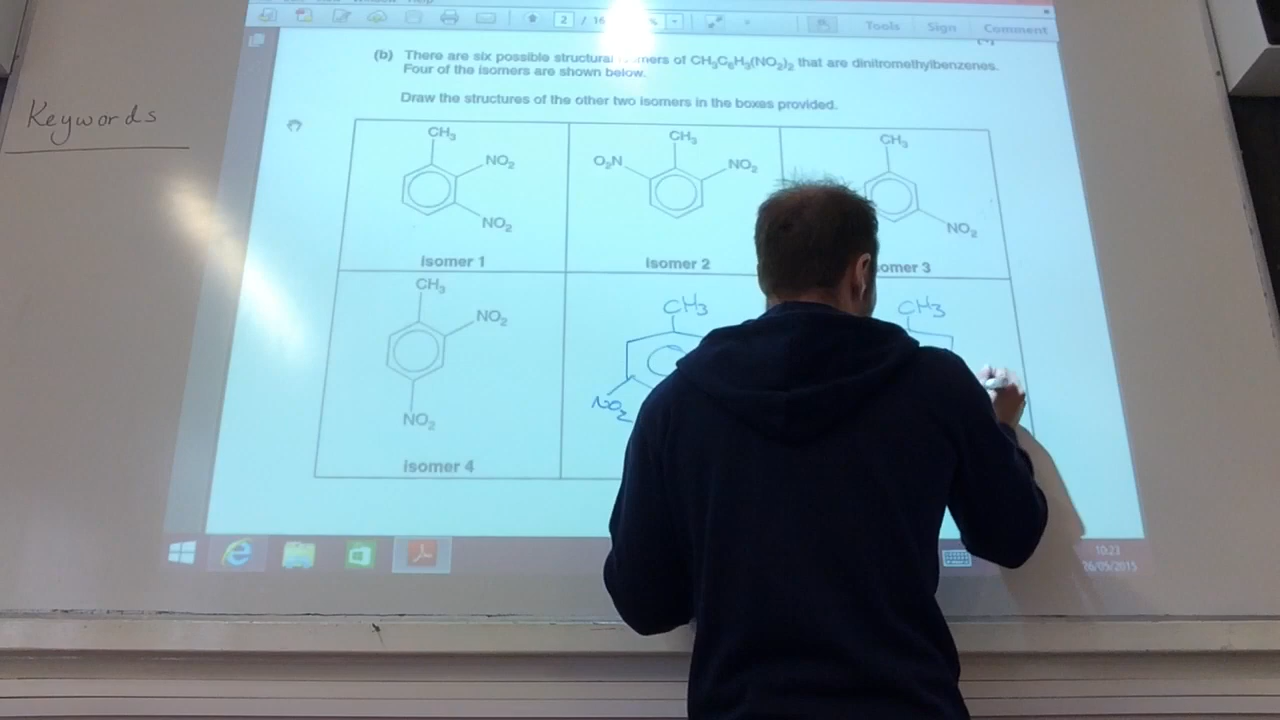 2 / 16 %
Tools Sign Comment
Keywords
(b) There are six possible structural of CH₃C₆H₃(NO₂)₂ that are dinitromethylbenzenes.
Four of the isomers are shown below.
Draw the structures of the other two isomers in the boxes provided.
CH₃
NO₂
NO₂
isomer 1
CH₃
O₂N
NO₂
isomer 2
CH₃
NO₂
omer 3
CH₃
NO₂
NO₂
isomer 4
CH₃
NO₂
CH₃
10:23
26/05/2015